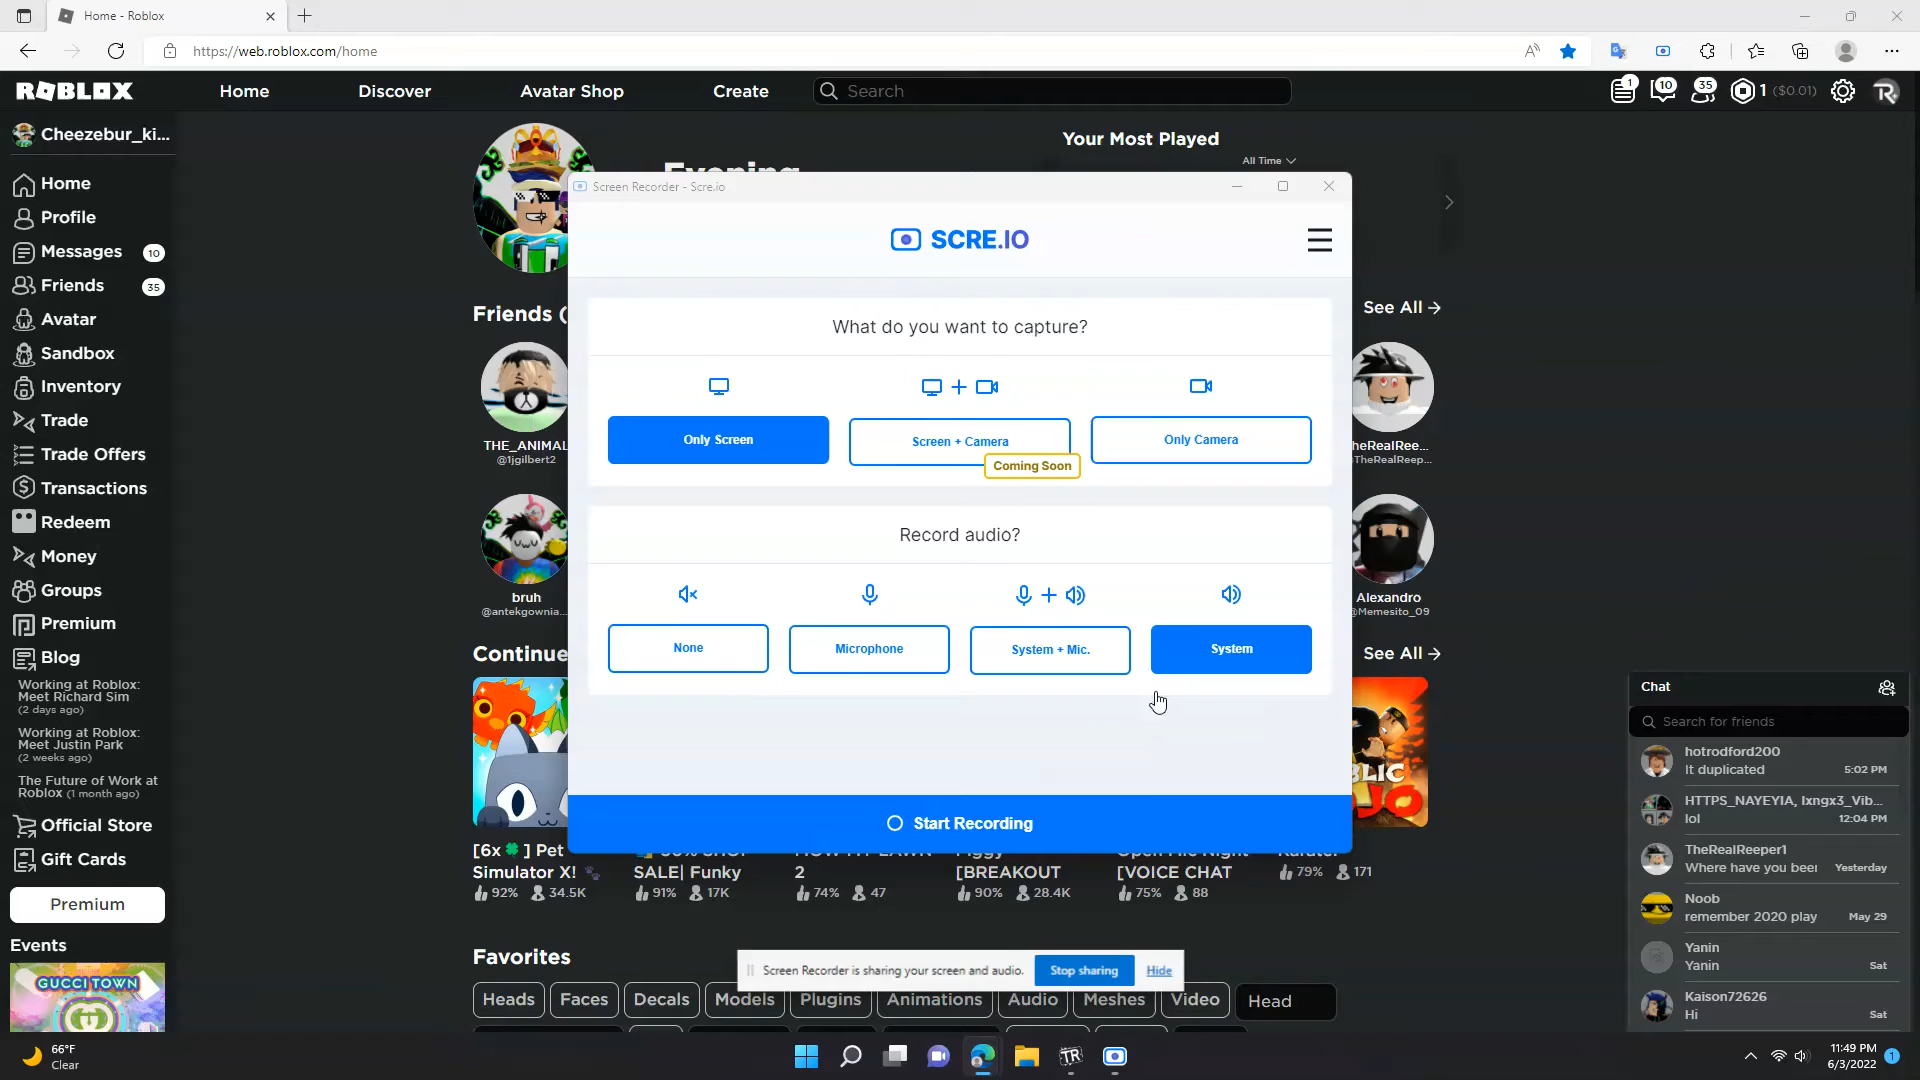 Home - Roblox
https://web.roblox.com/home
ROBLOX
Home
Discover
Avatar Shop
Create
Search
1
10
35
1 ($0.01)
TR
Cheezebur_ki...
Home
Profile
Messages 10
Friends 35
Avatar
Sandbox
Inventory
Trade
Trade Offers
Transactions
Redeem
Money
Groups
Premium
Blog
Working at Roblox:
Meet Richard Sim
(2 days ago)
Working at Roblox:
Meet Justin Park
(2 weeks ago)
The Future of Work at
Roblox (1 month ago)
Official Store
Gift Cards
Premium
Events
GUCCI TOWN
Evening
Your Most Played
All Time
Friends (
See All
THE_ANIMAL
@1jgilbert2
heRealRee...
TheRealReep...
bruh
@antekgownia...
Alexandro
@Memesito_09
Continue
See All
Screen Recorder - Scre.io
SCRE.IO
What do you want to capture?
Only Screen
Screen + Camera
Coming Soon
Only Camera
Record audio?
None
Microphone
System + Mic.
System
Start Recording
[6x ] Pet
Simulator X!
92% 34.5K
SALE| Funky
91% 17K
2
74% 47
Piggy
[BREAKOUT
90% 28.4K
Open Mic Night
[VOICE CHAT
75% 88
79% 171
Favorites
Screen Recorder is sharing your screen and audio.
Stop sharing
Hide
Heads
Faces
Decals
Models
Plugins
Animations
Audio
Meshes
Video
Head
Chat
Search for friends
hotrodford200
It duplicated 5:02 PM
HTTPS_NAYEYIA, Ixngx3_Vib...
lol 12:04 PM
TheRealReeper1
Where have you beei Yesterday
Noob
remember 2020 play May 29
Yanin
Yanin Sat
Kaison72626
Hi Sat
66°F
Clear
TR
11:49 PM
6/3/2022
1